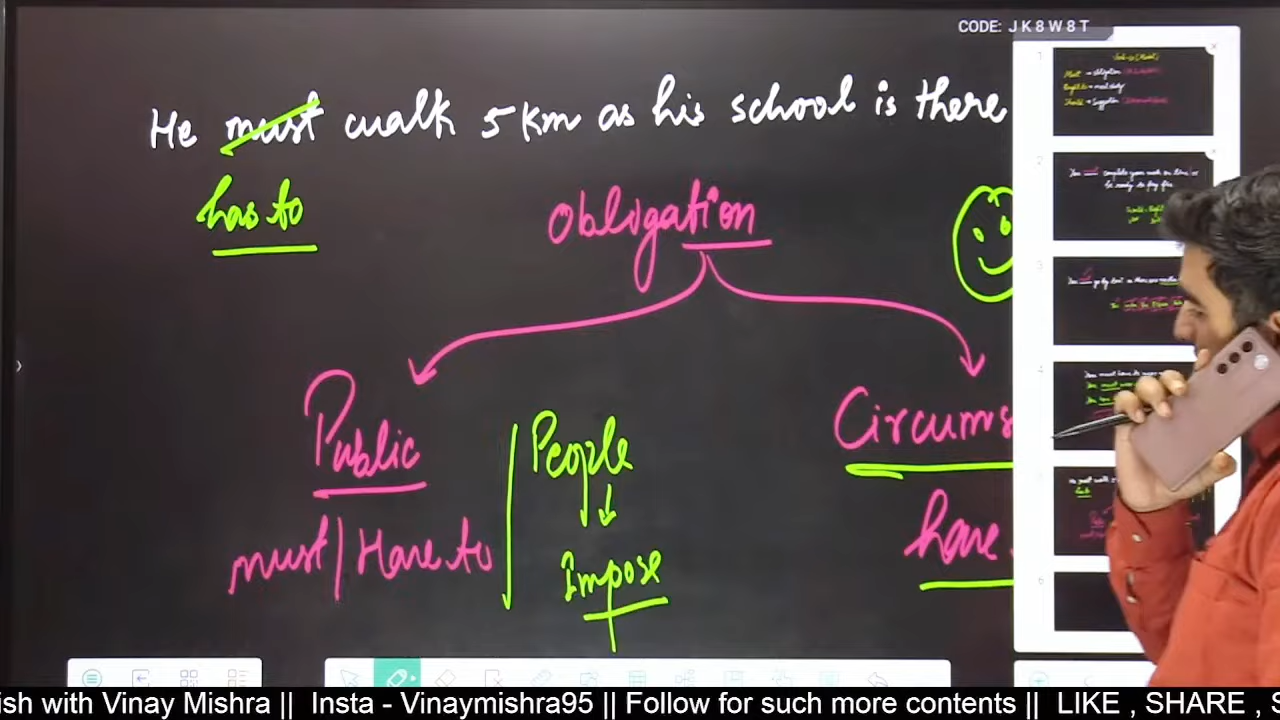 CODE: J K 8 W 8 T
He must walk 5 km as his school is there
has to
Obligation
Public
People
Circums
must / Have to
Impose
have
ish with Vinay Mishra || Insta - Vinaymishra95 || Follow for such more contents || LIKE , SHARE , S